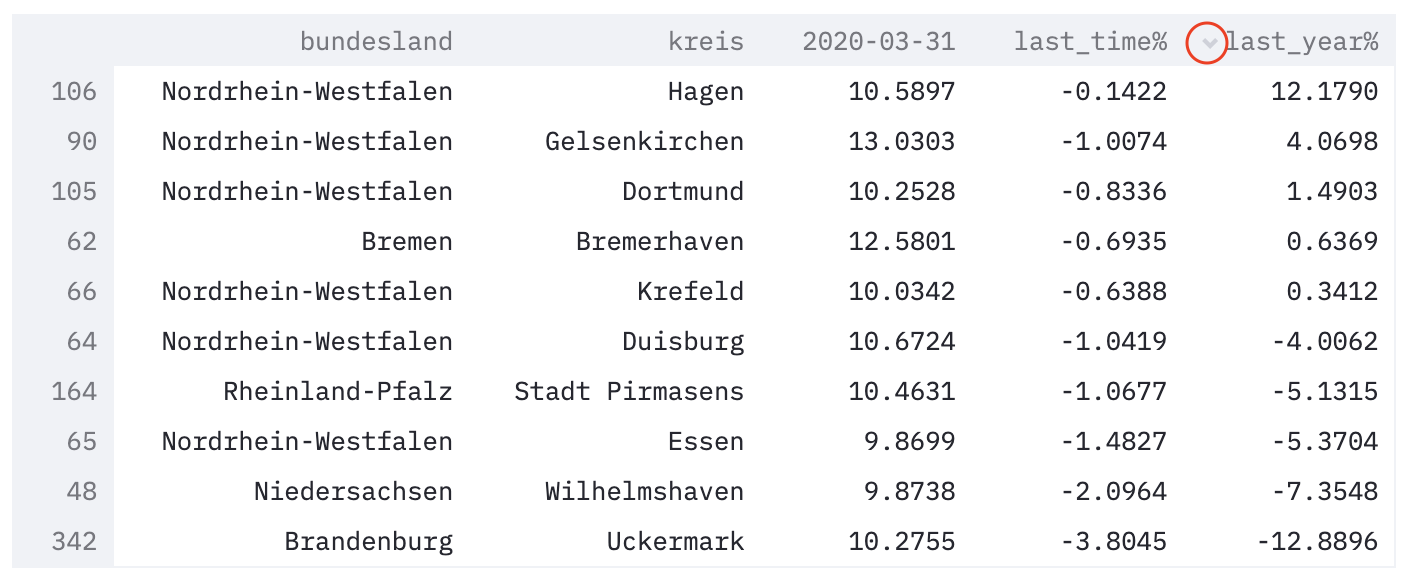 bundesland kreis 2020-03-31 last_time% last_year%
106 Nordrhein-Westfalen Hagen 10.5897 -0.1422 12.1790
90 Nordrhein-Westfalen Gelsenkirchen 13.0303 -1.0074 4.0698
105 Nordrhein-Westfalen Dortmund 10.2528 -0.8336 1.4903
62 Bremen Bremerhaven 12.5801 -0.6935 0.6369
66 Nordrhein-Westfalen Krefeld 10.0342 -0.6388 0.3412
64 Nordrhein-Westfalen Duisburg 10.6724 -1.0419 -4.0062
164 Rheinland-Pfalz Stadt Pirmasens 10.4631 -1.0677 -5.1315
65 Nordrhein-Westfalen Essen 9.8699 -1.4827 -5.3704
48 Niedersachsen Wilhelmshaven 9.8738 -2.0964 -7.3548
342 Brandenburg Uckermark 10.2755 -3.8045 -12.8896